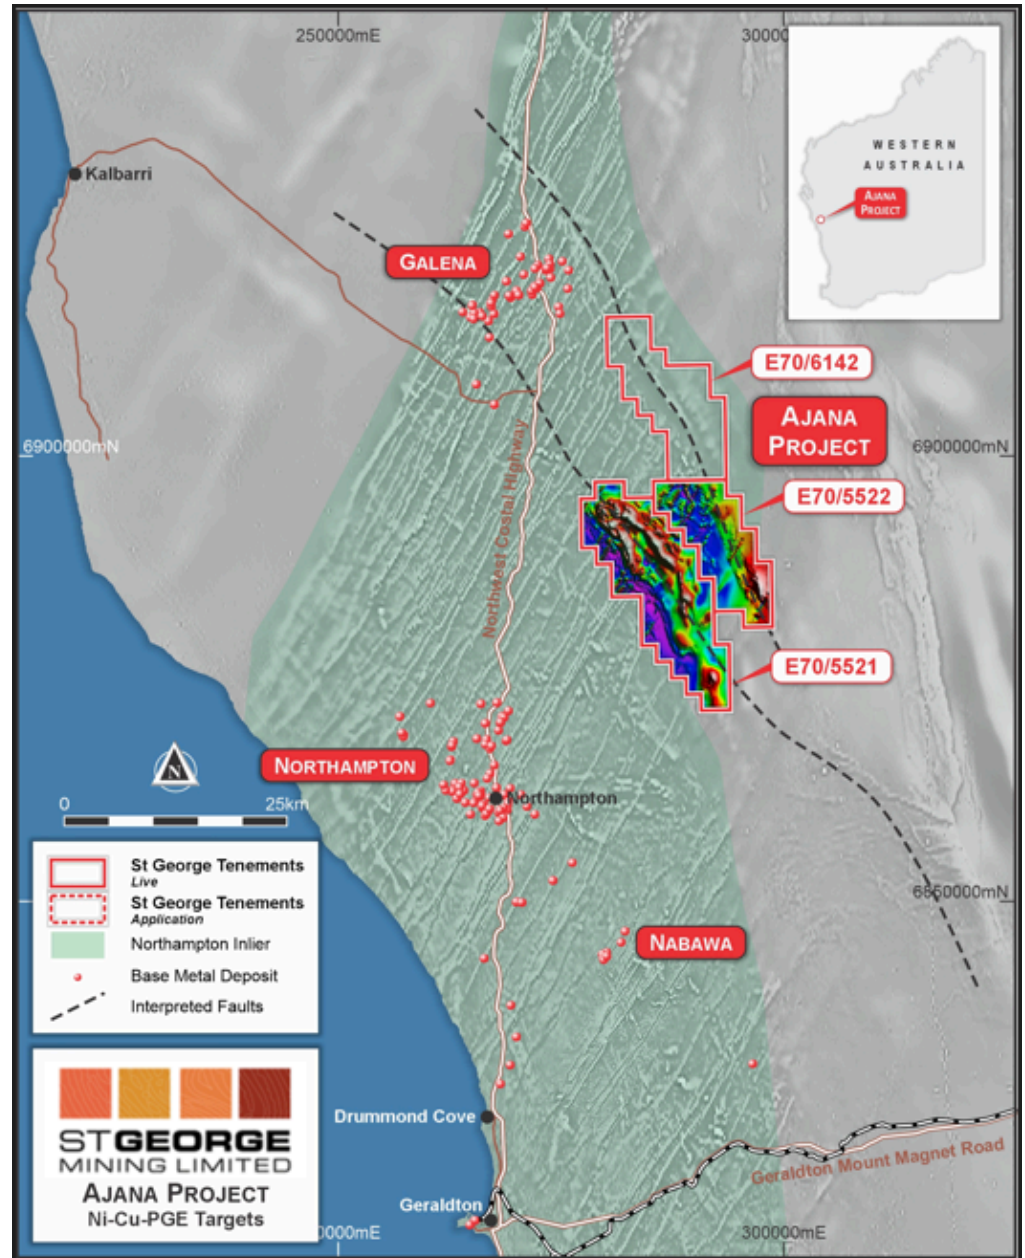 250000mE
3000
WESTERN
AUSTRALIA
AJANA
PROJECT
Kalbarri
GALENA
E70/6142
AJANA
PROJECT
6900000mN
6900000mN
E70/5522
Northwest Costal Highway
E70/5521
NORTHAMPTON
N
Northampton
0
25km
St George Tenements
Live
St George Tenements
Application
Northampton Inlier
Base Metal Deposit
Interpreted Faults
6850000mN
NABAWA
STGEORGE
MINING LIMITED
AJANA PROJECT
Ni-Cu-PGE Targets
Drummond Cove
Geraldton Mount Magnet Road
Geraldton
0000mE
300000mE